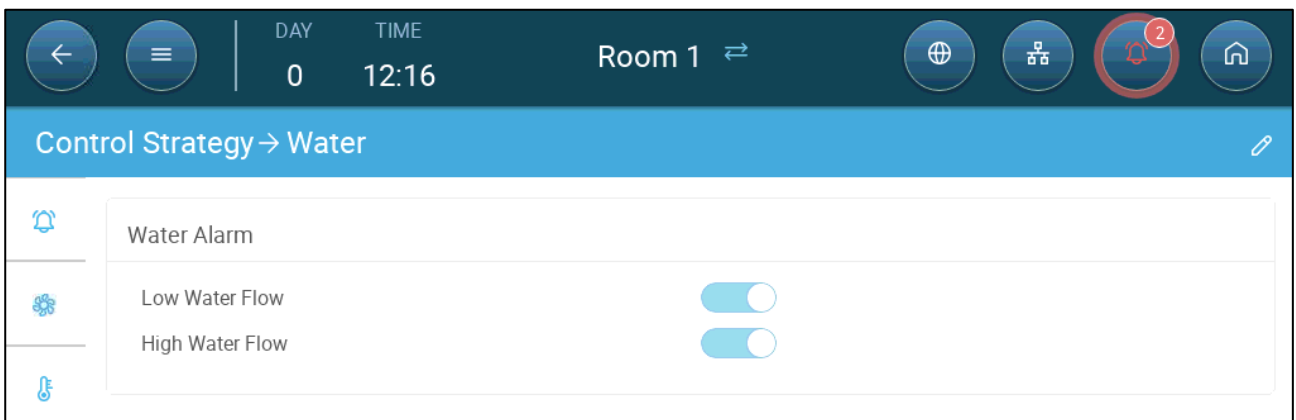 DAY TIME
0 12:16
Room 1
2
Control Strategy → Water
Water Alarm
Low Water Flow
High Water Flow